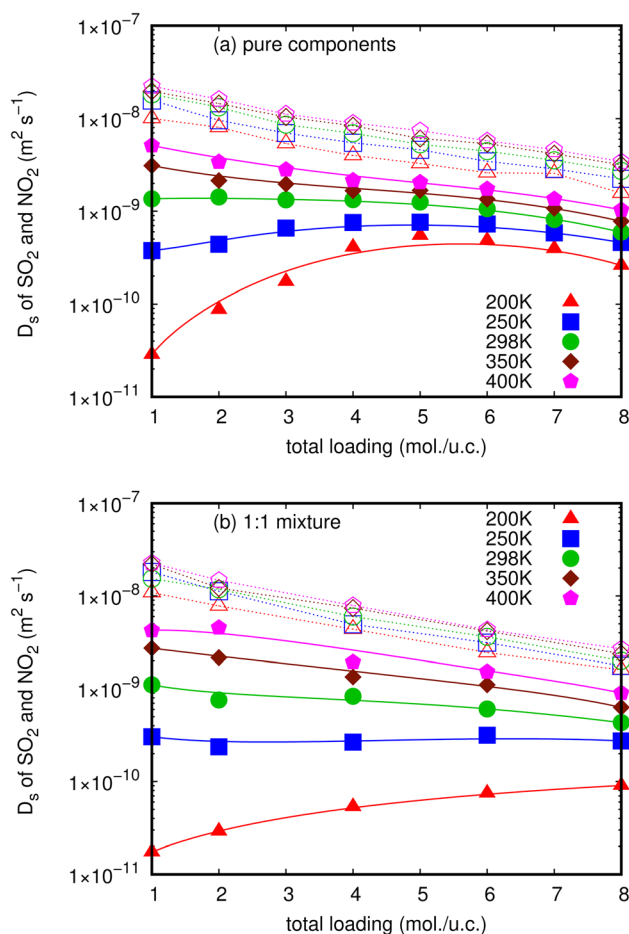 (a) pure components
1×10⁻⁷
1×10⁻⁸
1×10⁻⁹
1×10⁻¹⁰
1×10⁻¹¹
Dₛ of SO₂ and NO₂ (m² s⁻¹)
200K
250K
298K
350K
400K
1 2 3 4 5 6 7 8
total loading (mol./u.c.)
(b) 1:1 mixture
1×10⁻⁷
1×10⁻⁸
1×10⁻⁹
1×10⁻¹⁰
1×10⁻¹¹
Dₛ of SO₂ and NO₂ (m² s⁻¹)
200K
250K
298K
350K
400K
1 2 3 4 5 6 7 8
total loading (mol./u.c.)